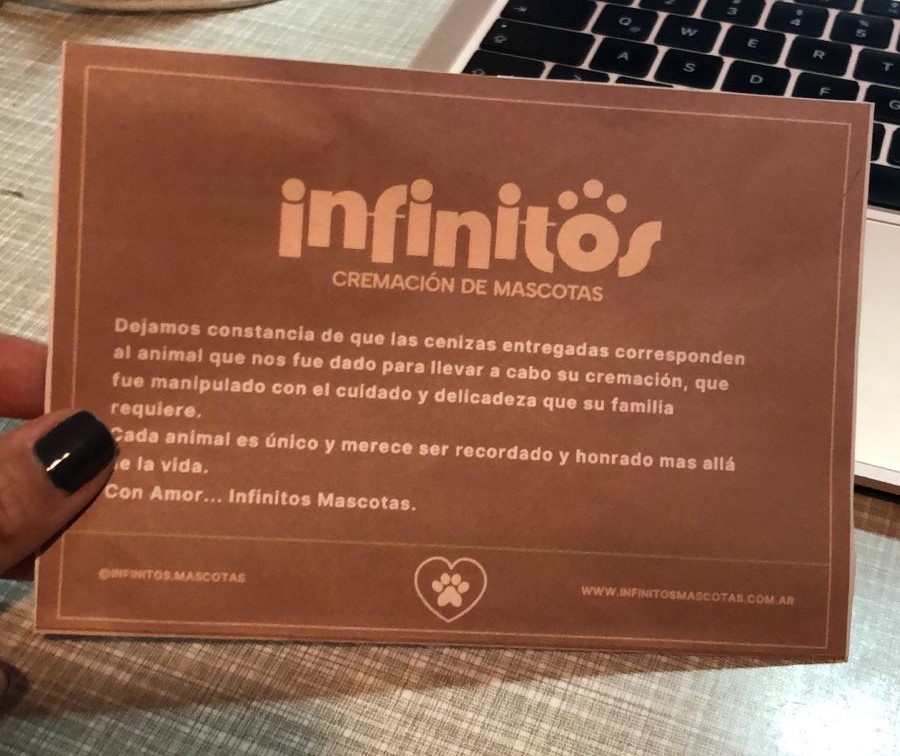 Q
W
E
R
T
A
S
D
F
G
infinitos
CREMACIÓN DE MASCOTAS
Dejamos constancia de que las cenizas entregadas corresponden
al animal que nos fue dado para llevar a cabo su cremación, que
fue manipulado con el cuídado y delicadeza que su familia
requiere.
Cada animal es único y merece ser recordado y honrado mas allá
de la vida.
Con Amor... Infinitos Mascotas.
@INFINITOS.MASCOTAS
WWW.INFINITOSMASCOTAS.COM.AR